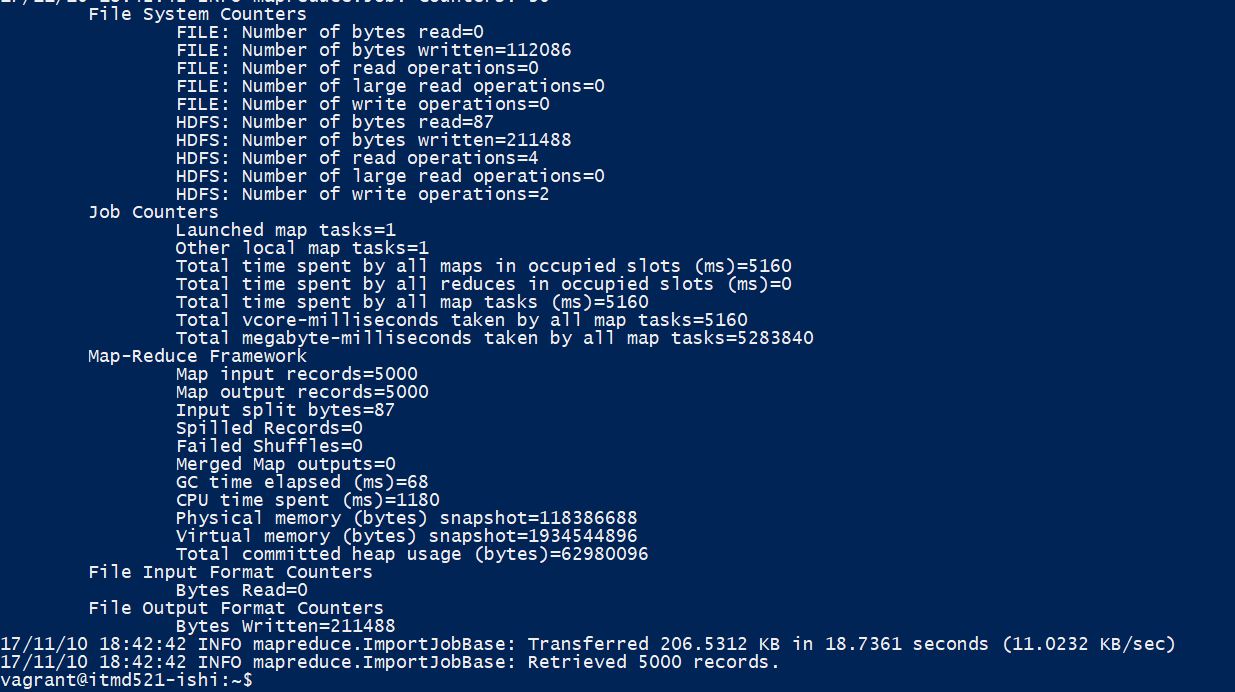 17/11/10 18:42:42 INFO mapreduce.Job: Counters: 30
File System Counters
FILE: Number of bytes read=0
FILE: Number of bytes written=112086
FILE: Number of read operations=0
FILE: Number of large read operations=0
FILE: Number of write operations=0
HDFS: Number of bytes read=87
HDFS: Number of bytes written=211488
HDFS: Number of read operations=4
HDFS: Number of large read operations=0
HDFS: Number of write operations=2
Job Counters
Launched map tasks=1
Other local map tasks=1
Total time spent by all maps in occupied slots (ms)=5160
Total time spent by all reduces in occupied slots (ms)=0
Total time spent by all map tasks (ms)=5160
Total vcore-milliseconds taken by all map tasks=5160
Total megabyte-milliseconds taken by all map tasks=5283840
Map-Reduce Framework
Map input records=5000
Map output records=5000
Input split bytes=87
Spilled Records=0
Failed Shuffles=0
Merged Map outputs=0
GC time elapsed (ms)=68
CPU time spent (ms)=1180
Physical memory (bytes) snapshot=118386688
Virtual memory (bytes) snapshot=1934544896
Total committed heap usage (bytes)=62980096
File Input Format Counters
Bytes Read=0
File Output Format Counters
Bytes Written=211488
17/11/10 18:42:42 INFO mapreduce.ImportJobBase: Transferred 206.5312 KB in 18.7361 seconds (11.0232 KB/sec)
17/11/10 18:42:42 INFO mapreduce.ImportJobBase: Retrieved 5000 records.
vagrant@itmd521-ishi:~$